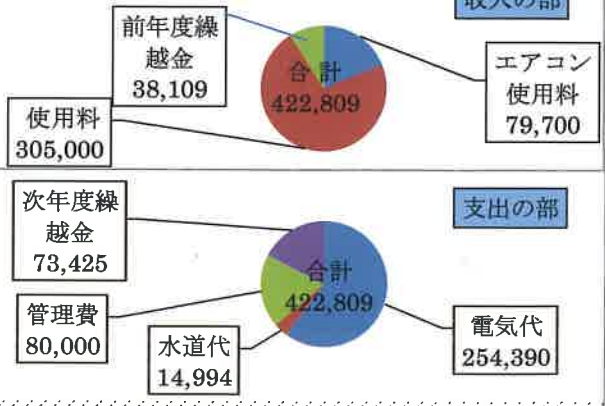 収入の部
前年度繰
越金
38,109
合計
422,809
エアコン
使用料
79,700
使用料
305,000
支出の部
次年度繰
越金
73,425
合計
422,809
管理費
80,000
水道代
14,994
電気代
254,390